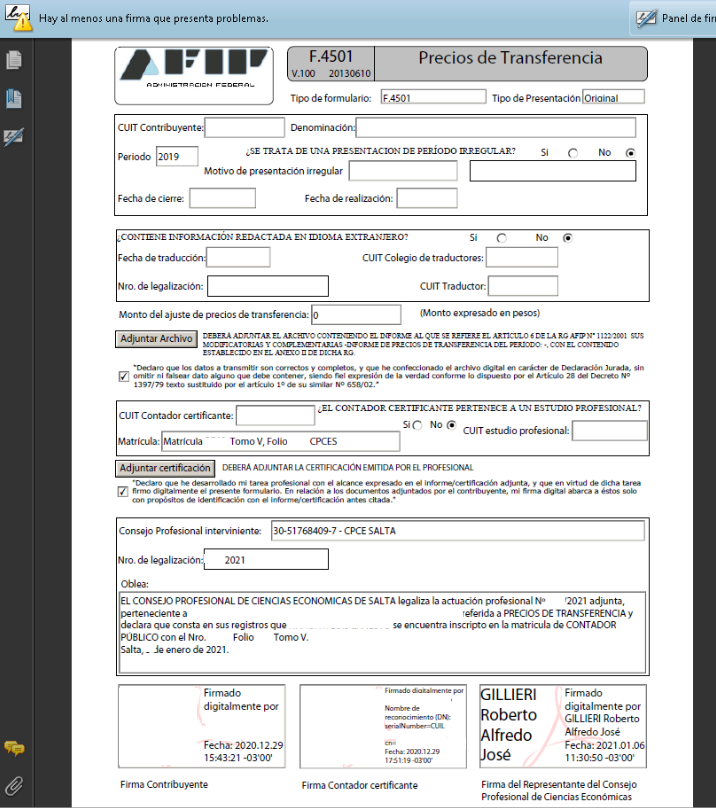 Hay al menos una firma que presenta problemas.
Panel de fir
AFIP
ADMINISTRACION FEDERAL
F.4501
V.100 20130610
Precios de Transferencia
Tipo de formulario: F.4501 Tipo de Presentación Original
CUIT Contribuyente: Denominación:
Periodo 2019 ¿SE TRATA DE UNA PRESENTACION DE PERÍODO IRREGULAR? Si No
Motivo de presentación irregular
Fecha de cierre: Fecha de realización:
¿CONTIENE INFORMACIÓN REDACTADA EN IDIOMA EXTRANJERO? Si No
Fecha de traducción: CUIT Colegio de traductores:
Nro. de legalización: CUIT Traductor:
Monto del ajuste de precios de transferencia: 0 (Monto expresado en pesos)
Adjuntar Archivo
DEBERÁ ADJUNTAR EL ARCHIVO CONTENIENDO EL INFORME AL QUE SE REFIERE EL ARTÍCULO 6 DE LA RG AFIP N° 1122/2001 SUS
MODIFICATORIAS Y COMPLEMENTARIAS -INFORME DE PRECIOS DE TRANSFERENCIA DEL PERIODO: -, CON EL CONTENIDO
ESTABLECIDO EN EL ANEXO II DE DICHA RG.
"Declaro que los datos a transmitir son correctos y completos, y que he confeccionado el archivo digital en carácter de Declaración Jurada, sin
omitir ni falsear dato alguno que debe contener, siendo fiel expresión de la verdad conforme lo dispuesto por el Artículo 28 del Decreto Nº
1397/79 texto sustituido por el artículo 1º de su similar Nº 658/02."
CUIT Contador certificante: ¿EL CONTADOR CERTIFICANTE PERTENECE A UN ESTUDIO PROFESIONAL?
Si No CUIT estudio profesional:
Matrícula: Matrícula Tomo V, Folio CPCES
Adjuntar certificación DEBERÁ ADJUNTAR LA CERTIFICACIÓN EMITIDA POR EL PROFESIONAL
"Declaro que he desarrollado mi tarea profesional con el alcance expresado en el informe/certificación adjunta, y que en virtud de dicha tarea
firmo digitalmente el presente formulario. En relación a los documentos adjuntados por el contribuyente, mi firma digital abarca a éstos solo
con propósitos de identificación con el informe/certificación antes citada."
Consejo Profesional interviniente: 30-51768409-7 - CPCE SALTA
Nro. de legalización: 2021
Oblea:
EL CONSEJO PROFESIONAL DE CIENCIAS ECONOMICAS DE SALTA legaliza la actuación profesional Nº /2021 adjunta,
perteneciente a referida a PRECIOS DE TRANSFERENCIA y
declara que consta en sus registros que se encuentra inscripto en la matricula de CONTADOR
PÚBLICO con el Nro. Folio Tomo V.
Salta, de enero de 2021.
Firmado
digitalmente por
Fecha: 2020.12.29
15:43:21 -03'00'
Firmado digitalmente por
Nombre de
reconocimiento (DN):
serialNumber=CUIL
Fecha: 2020.12.29
17:51:19 -03'00'
GILLIERI
Roberto
Alfredo
José
Firmado
digitalmente por
GILLIERI Roberto
Alfredo José
Fecha: 2021.01.06
11:30:50 -03'00'
Firma Contribuyente
Firma Contador certificante
Firma del Representante del Consejo
Profesional de Ciencias Económicas